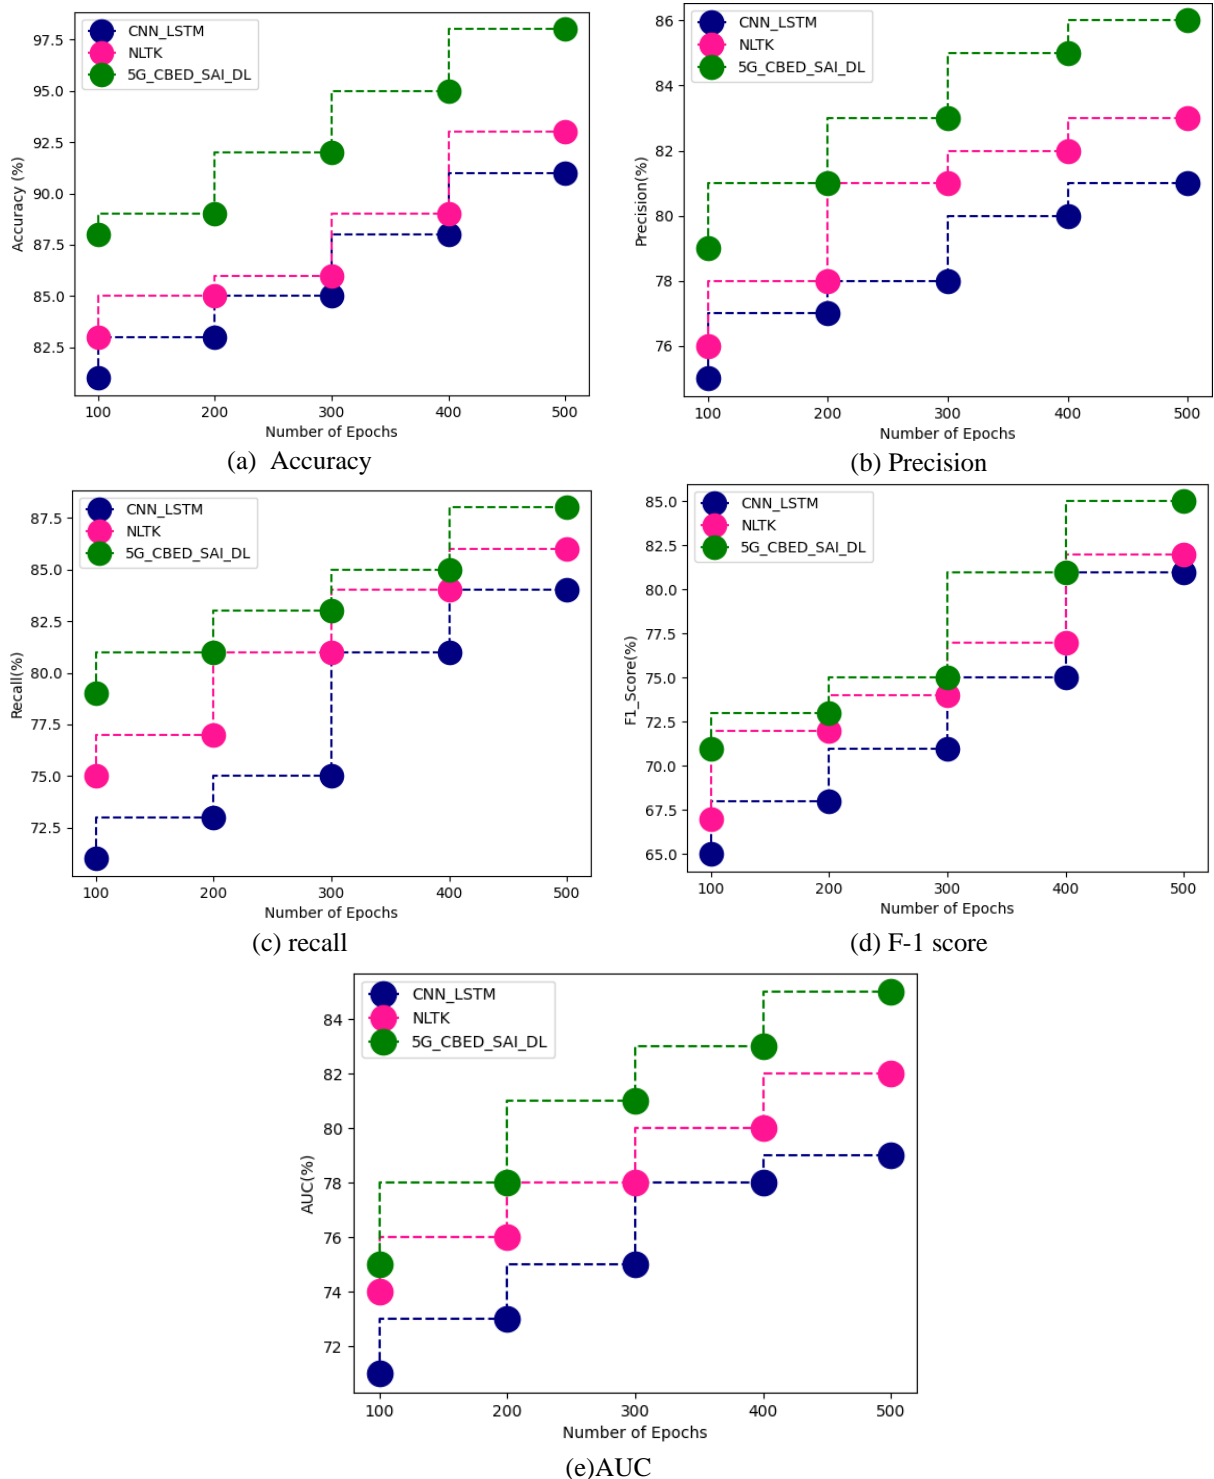 CNN_LSTM
NLTK
5G_CBED_SAI_DL
97.5
95.0
92.5
90.0
87.5
85.0
82.5
Accuracy (%)
100 200 300 400 500
Number of Epochs
(a) Accuracy
CNN_LSTM
NLTK
5G_CBED_SAI_DL
86
84
82
80
78
76
Precision(%)
100 200 300 400 500
Number of Epochs
(b) Precision
CNN_LSTM
NLTK
5G_CBED_SAI_DL
87.5
85.0
82.5
80.0
77.5
75.0
72.5
Recall(%)
100 200 300 400 500
Number of Epochs
(c) recall
CNN_LSTM
NLTK
5G_CBED_SAI_DL
85.0
82.5
80.0
77.5
75.0
72.5
70.0
67.5
65.0
F1_Score(%)
100 200 300 400 500
Number of Epochs
(d) F-1 score
CNN_LSTM
NLTK
5G_CBED_SAI_DL
84
82
80
78
76
74
72
AUC(%)
100 200 300 400 500
Number of Epochs
(e)AUC